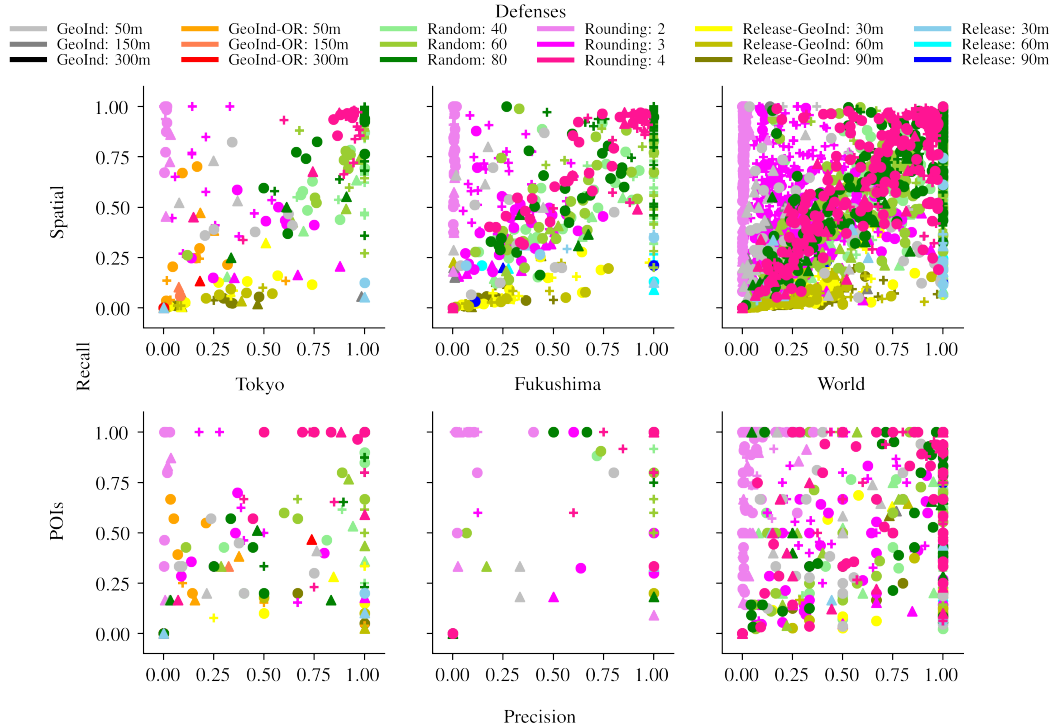 Defenses
GeoInd: 50m GeoInd-OR: 50m Random: 40 Rounding: 2 Release-GeoInd: 30m Release: 30m
GeoInd: 150m GeoInd-OR: 150m Random: 60 Rounding: 3 Release-GeoInd: 60m Release: 60m
GeoInd: 300m GeoInd-OR: 300m Random: 80 Rounding: 4 Release-GeoInd: 90m Release: 90m
Spatial
1.00
0.75
0.50
0.25
0.00
0.00 0.25 0.50 0.75 1.00 0.00 0.25 0.50 0.75 1.00 0.00 0.25 0.50 0.75 1.00
Recall
Tokyo Fukushima World
POIs
1.00
0.75
0.50
0.25
0.00
0.00 0.25 0.50 0.75 1.00 0.00 0.25 0.50 0.75 1.00 0.00 0.25 0.50 0.75 1.00
Precision